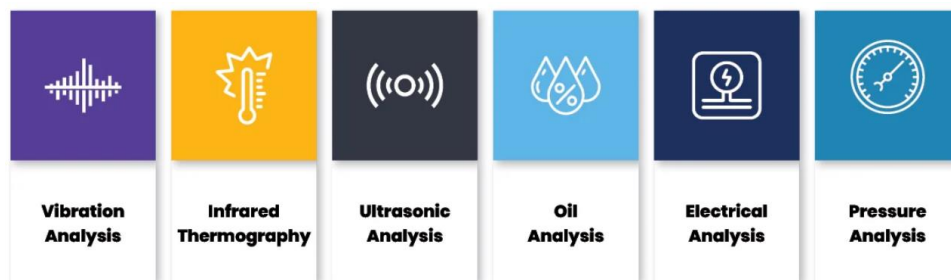 Vibration
Analysis
Infrared
Thermography
Ultrasonic
Analysis
%
Oil
Analysis
Electrical
Analysis
Pressure
Analysis